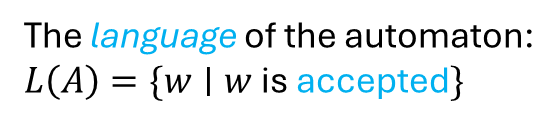 The language of the automaton:
L(A) = {w | w is accepted}